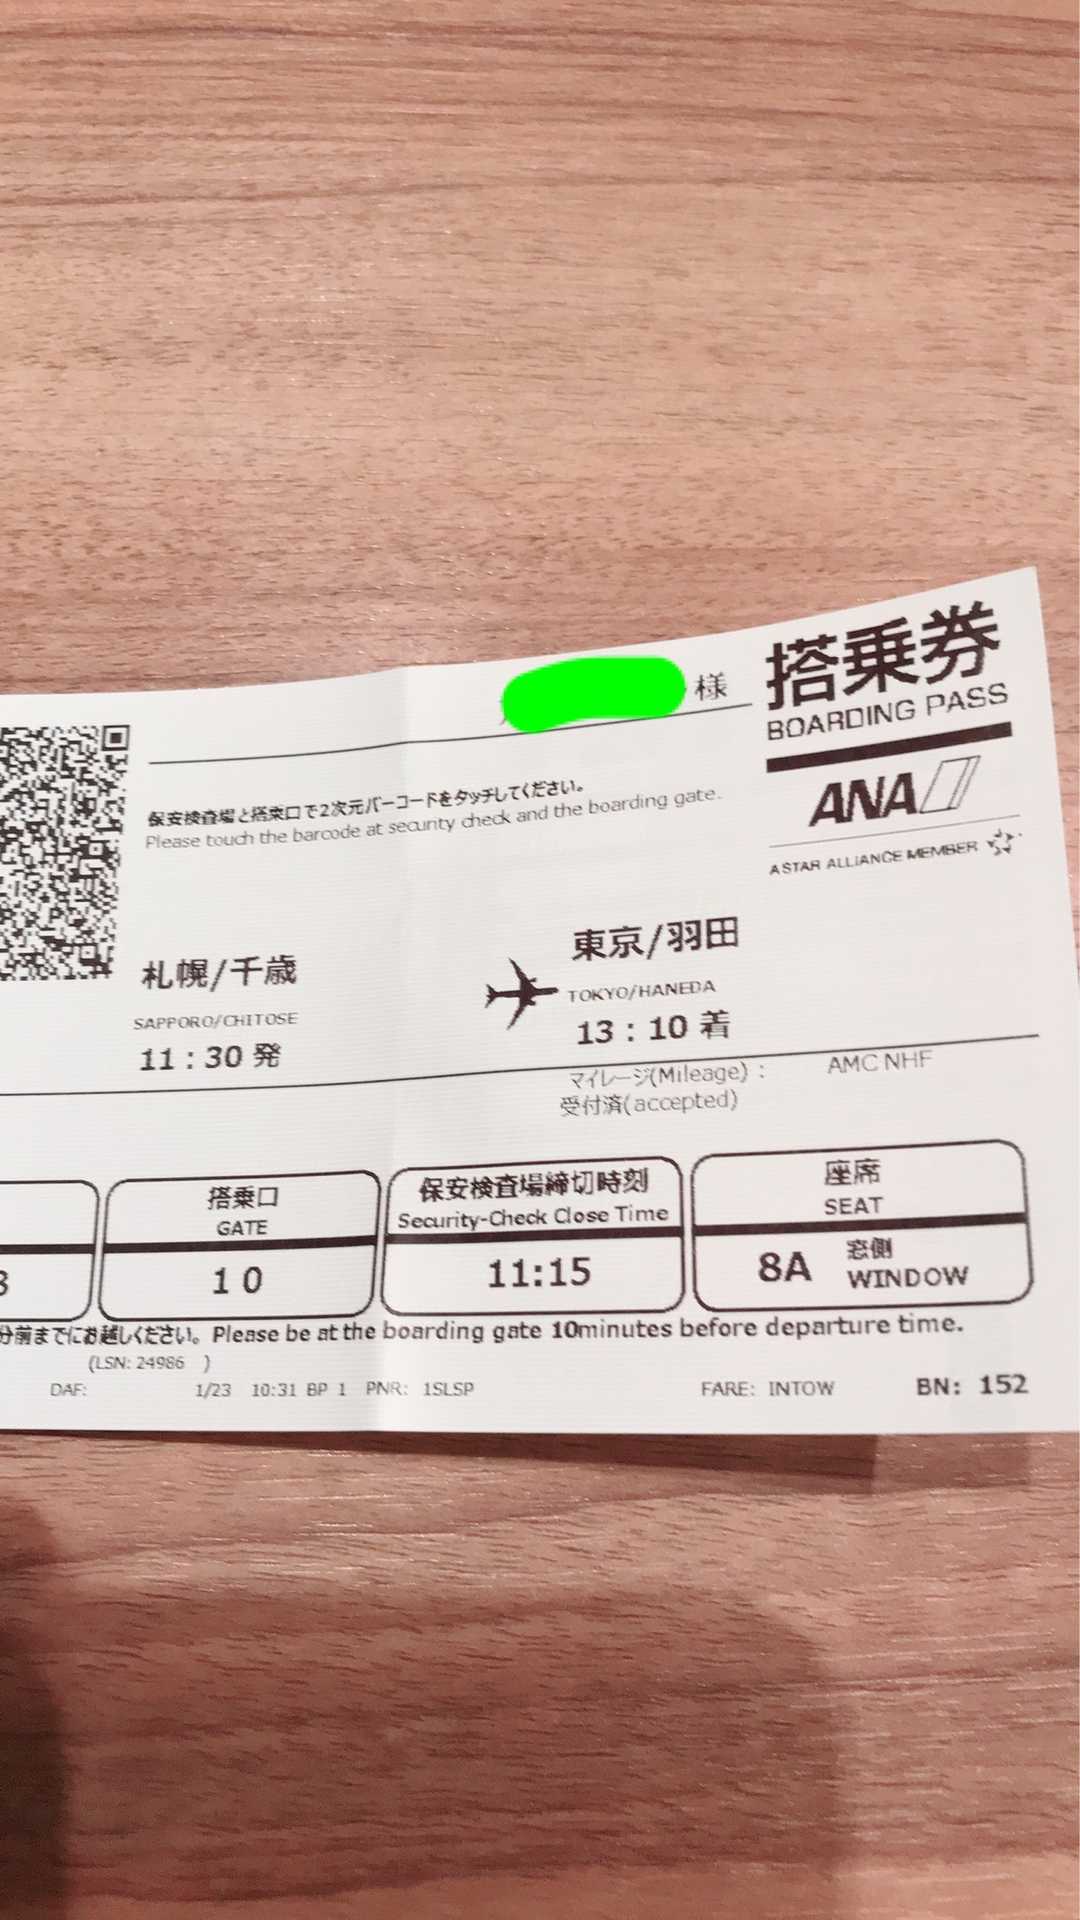 様
搭乗券
BOARDING PASS
ANA
A STAR ALLIANCE MEMBER
保安検査場と搭乗口で2次元バーコードをタッチしてください。
Please touch the barcode at security check and the boarding gate.
札幌/千歳
SAPPORO/CHITOSE
11:30 発
東京/羽田
TOKYO/HANEDA
13:10 着
マイレージ(Mileage): AMC NHF
受付済(accepted)
搭乗口
GATE
10
保安検査場締切時刻
Security-Check Close Time
11:15
座席
SEAT
8A 窓側
WINDOW
分前までにお越しください。Please be at the boarding gate 10minutes before departure time.
(LSN: 24986 )
DAF: 1/23 10:31 BP 1 PNR: 1SLSP FARE: INTOW BN: 152